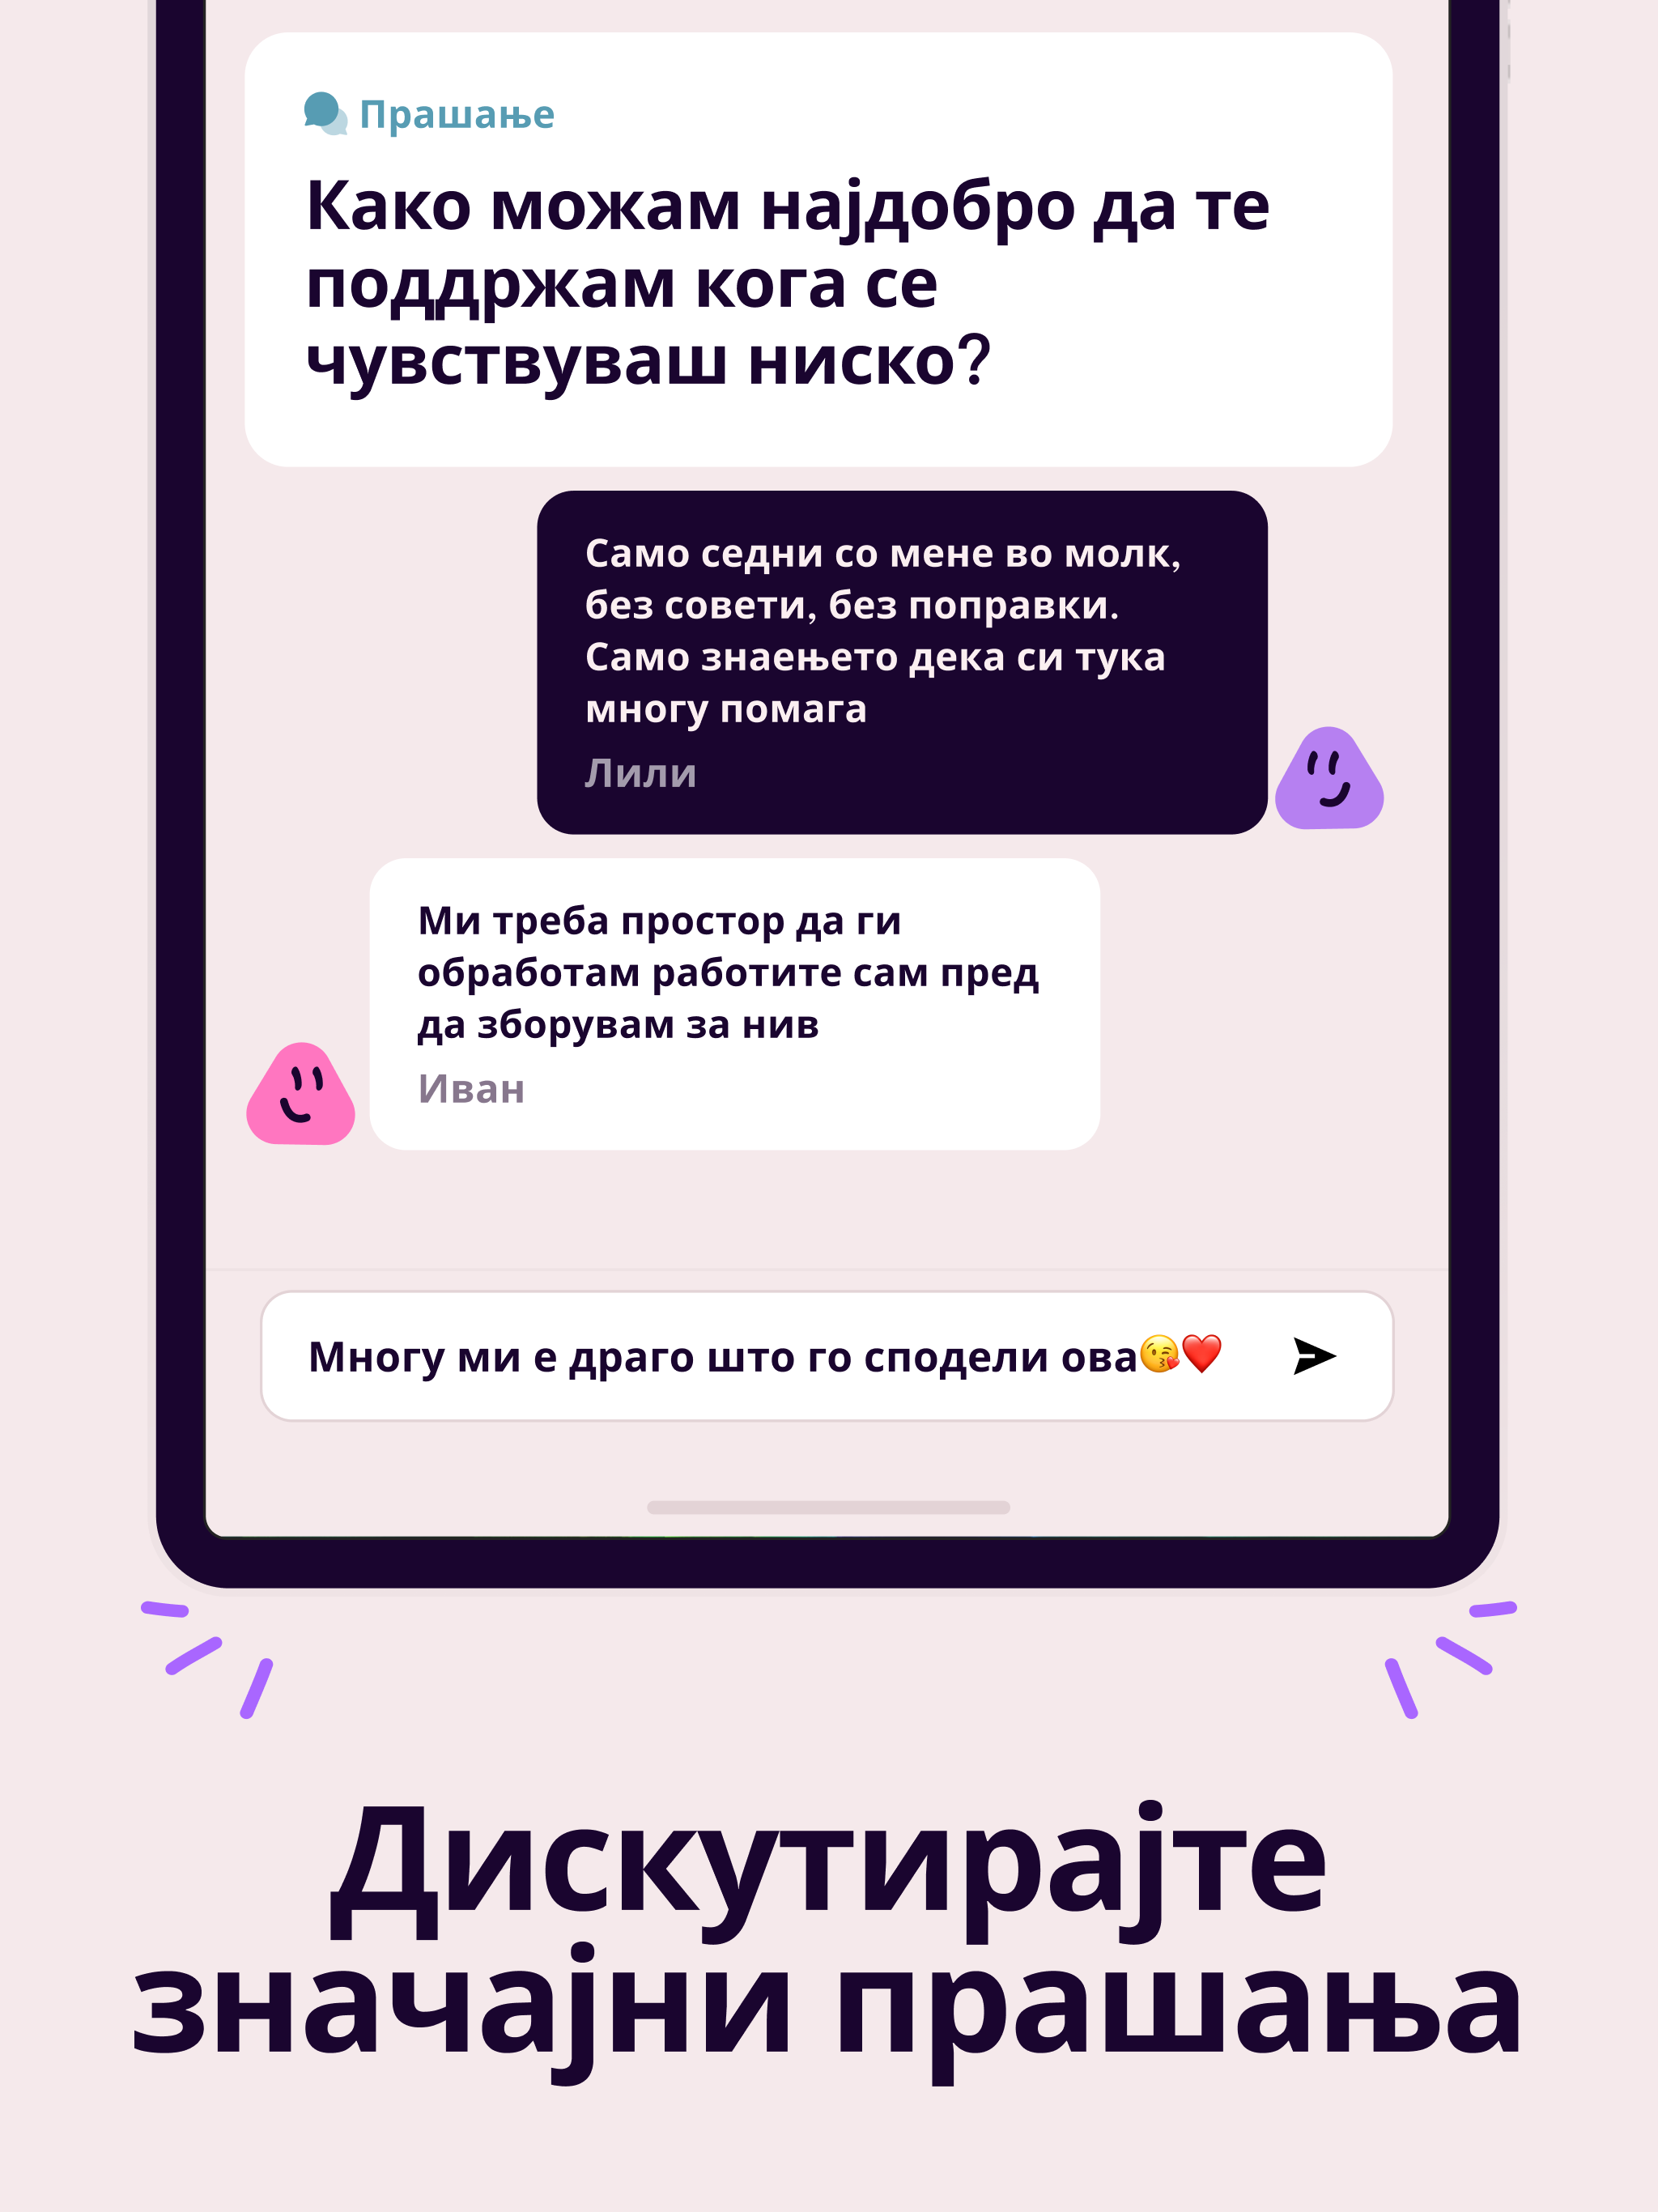 Прашање
Како можам најдобро да те
поддржам кога се
чувствуваш ниско?
Само седни со мене во молк,
без совети, без поправки.
Само знаењето дека си тука
многу помага
Лили
Ми треба простор да ги
обработам работите сам пред
да зборувам за нив
Иван
Многу ми е драго што го сподели ова😘❤️
Дискутирајте
значајни прашања